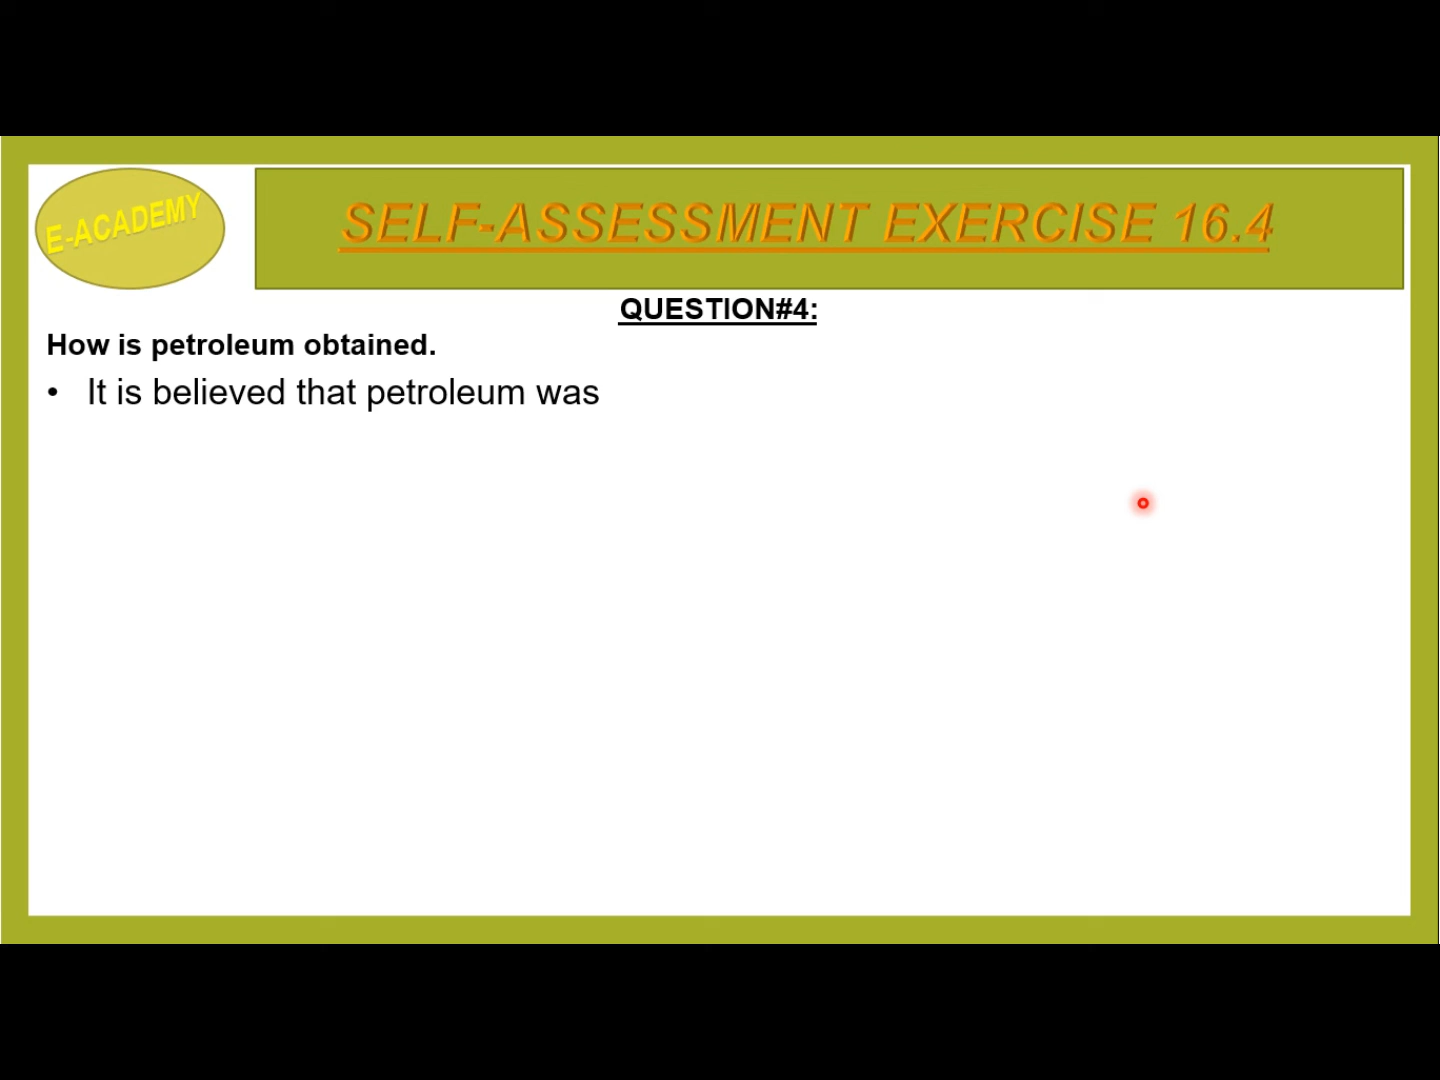 E-ACADEMY
SELF-ASSESSMENT EXERCISE 16.4
QUESTION#4:
How is petroleum obtained.
• It is believed that petroleum was